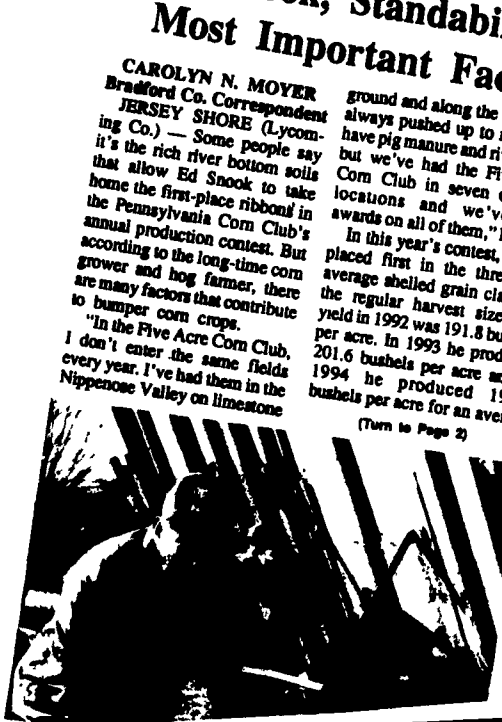 Standabi
Most Important Fac
CAROLYN N. MOYER
Bradford Co. Correspondent
JERSEY SHORE (Lycom-
ing Co.) — Some people say
it's the rich river bottom soils
that allow Ed Snook to take
home the first-place ribbons in
the Pennsylvania Corn Club's
annual production contest. But
according to the long-time corn
grower and hog farmer, there
are many factors that contribute
to bumper corn crops.
"In the Five Acre Corn Club,
I don't enter the same fields
every year. I've had them in the
Nippenose Valley on limestone
ground and along the
always pushed up to
have pig manure and ri
but we've had the Fi
Corn Club in seven
locations and we'v
awards on all of them,"
In this year's contest,
placed first in the thre
average shelled grain cla
the regular harvest size
yield in 1992 was 191.8 bu
per acre. In 1993 he prod
201.6 bushels per acre a
1994 he produced 19
bushels per acre for an aver
(Turn to Page 2)